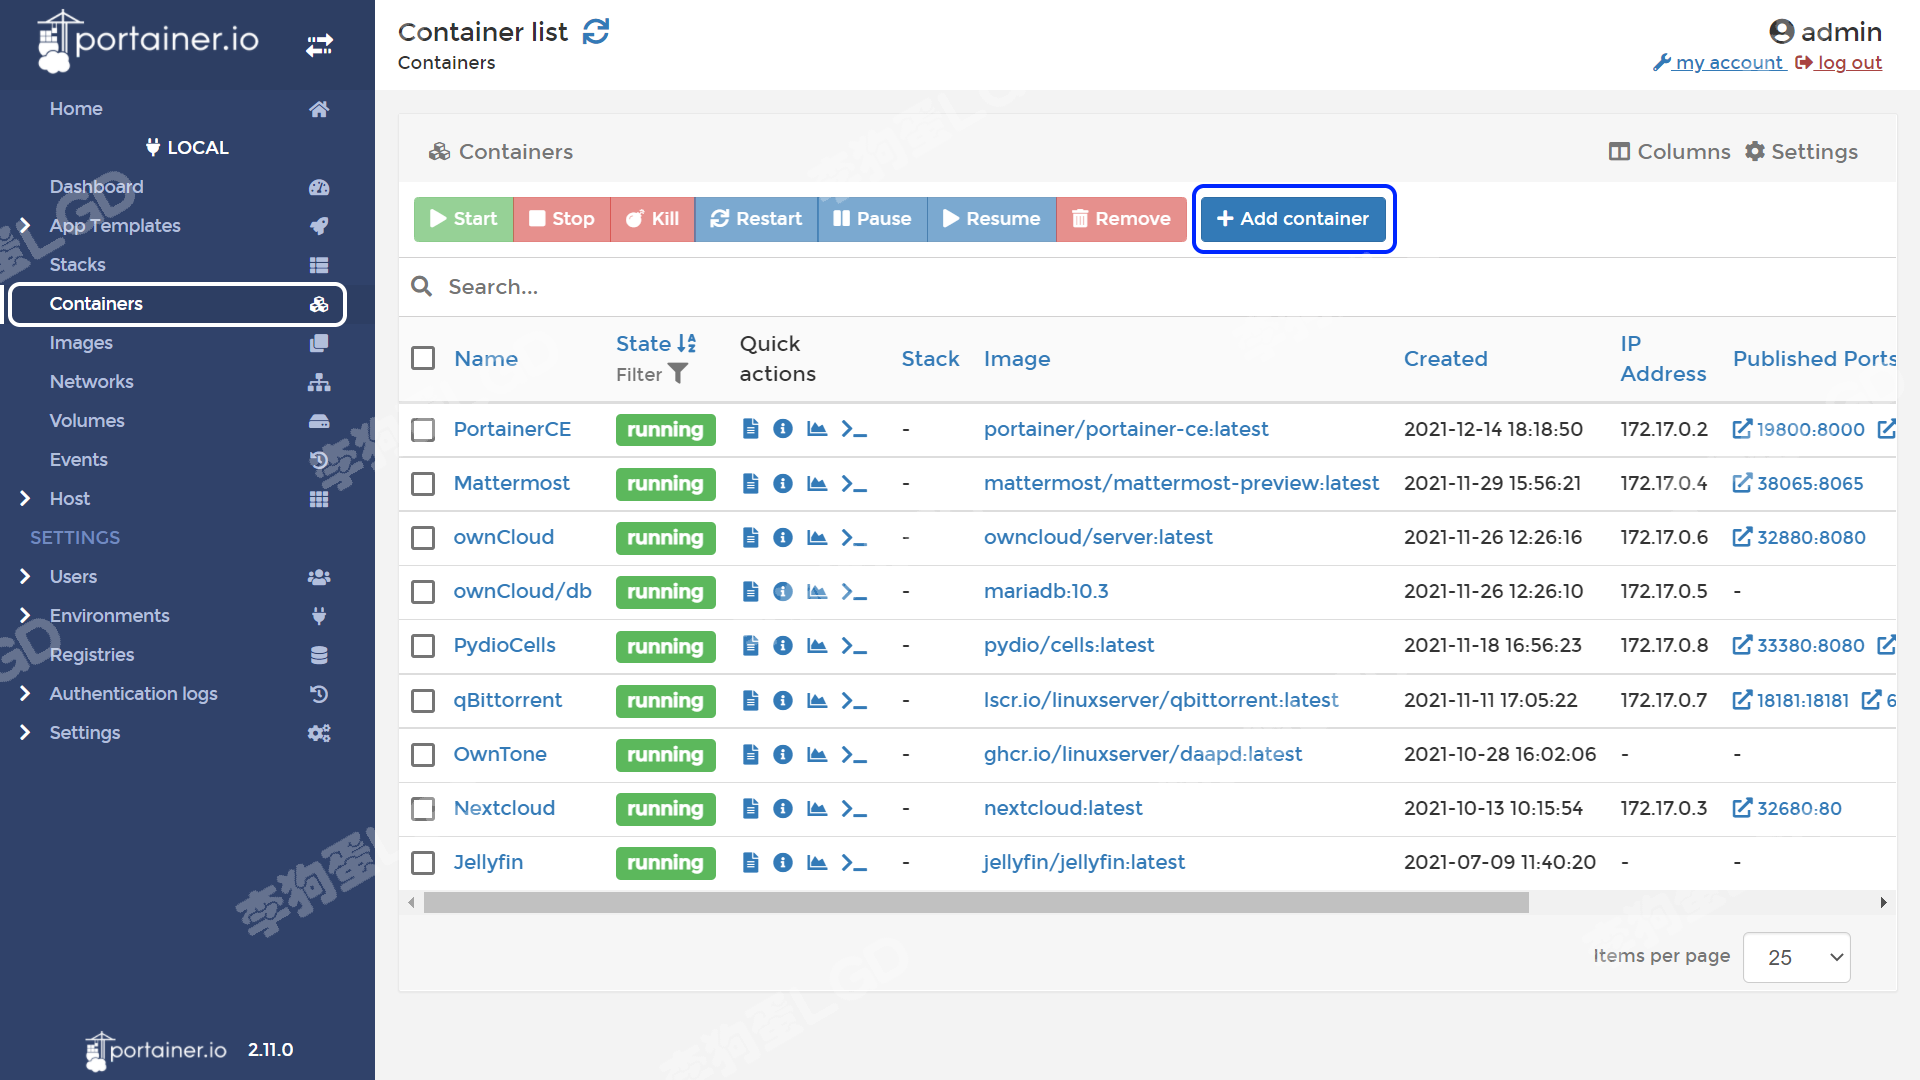 portainer.io
Home
LOCAL
Dashboard
App Templates
Stacks
Containers
Images
Networks
Volumes
Events
Host
SETTINGS
Users
Environments
Registries
Authentication logs
Settings
portainer.io 2.11.0
Container list
Containers
admin
my account log out
Containers
Columns Settings
Start Stop Kill Restart Pause Resume Remove Add container
Search...
Name State Filter Quick actions Stack Image Created IP Address Published Ports
PortainerCE running - portainer/portainer-ce:latest 2021-12-14 18:18:50 172.17.0.2 19800:8000
Mattermost running - mattermost/mattermost-preview:latest 2021-11-29 15:56:21 172.17.0.4 38065:8065
ownCloud running - owncloud/server:latest 2021-11-26 12:26:16 172.17.0.6 32880:8080
ownCloud/db running - mariadb:10.3 2021-11-26 12:26:10 172.17.0.5 -
PydioCells running - pydio/cells:latest 2021-11-18 16:56:23 172.17.0.8 33380:8080
qBittorrent running - lscr.io/linuxserver/qbittorrent:latest 2021-11-11 17:05:22 172.17.0.7 18181:18181 6
OwnTone running - ghcr.io/linuxserver/daapd:latest 2021-10-28 16:02:06 - -
Nextcloud running - nextcloud:latest 2021-10-13 10:15:54 172.17.0.3 32680:80
Jellyfin running - jellyfin/jellyfin:latest 2021-07-09 11:40:20 - -
Items per page 25
李狗蛋LGD